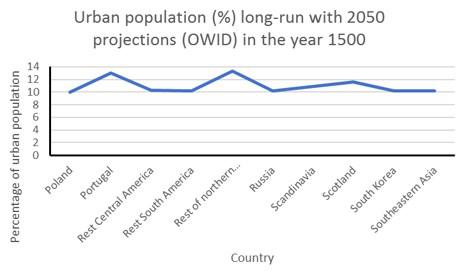 Urban population (%) long-run with 2050
projections (OWID) in the year 1500
Percentage of urban population
14
12
10
8
6
4
2
0
Poland
Portugal
Rest Central America
Rest South America
Rest of northern…
Russia
Scandinavia
Scotland
South Korea
Southeastern Asia
Country